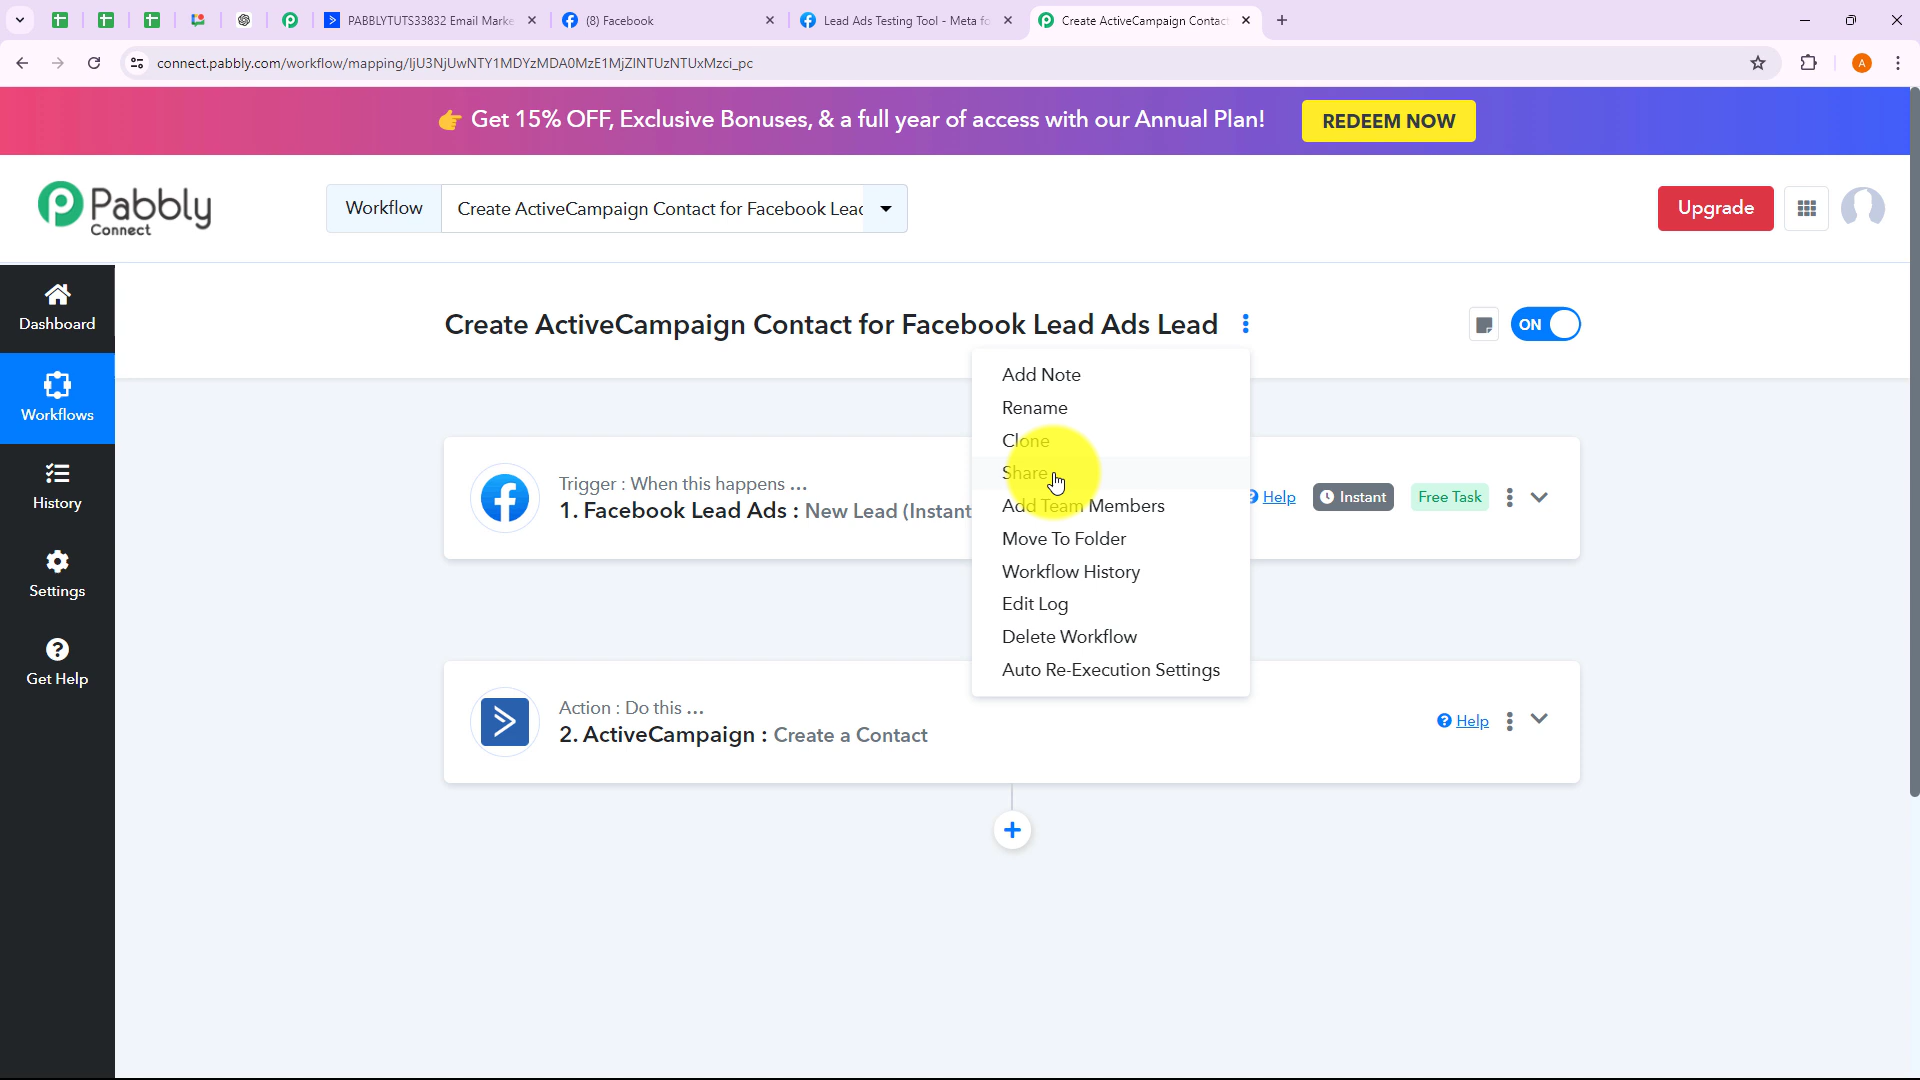 PABBLYTUTS33832 Email Marke
(8) Facebook
Lead Ads Testing Tool - Meta fo
Create ActiveCampaign Contact
connect.pabbly.com/workflow/mapping/IjU3NjUwNTY1MDYzMDA0MzE1MjZlNTUzNTUxMzci_pc
A
👉 Get 15% OFF, Exclusive Bonuses, & a full year of access with our Annual Plan!
REDEEM NOW
Pabbly
Connect
Workflow
Create ActiveCampaign Contact for Facebook Lead
Upgrade
Dashboard
Workflows
History
Settings
Get Help
Create ActiveCampaign Contact for Facebook Lead Ads Lead
ON
Add Note
Rename
Clone
Share
Add Team Members
Move To Folder
Workflow History
Edit Log
Delete Workflow
Auto Re-Execution Settings
Trigger : When this happens ...
1. Facebook Lead Ads : New Lead (Instant
Help
Instant
Free Task
Action : Do this ...
2. ActiveCampaign : Create a Contact
Help